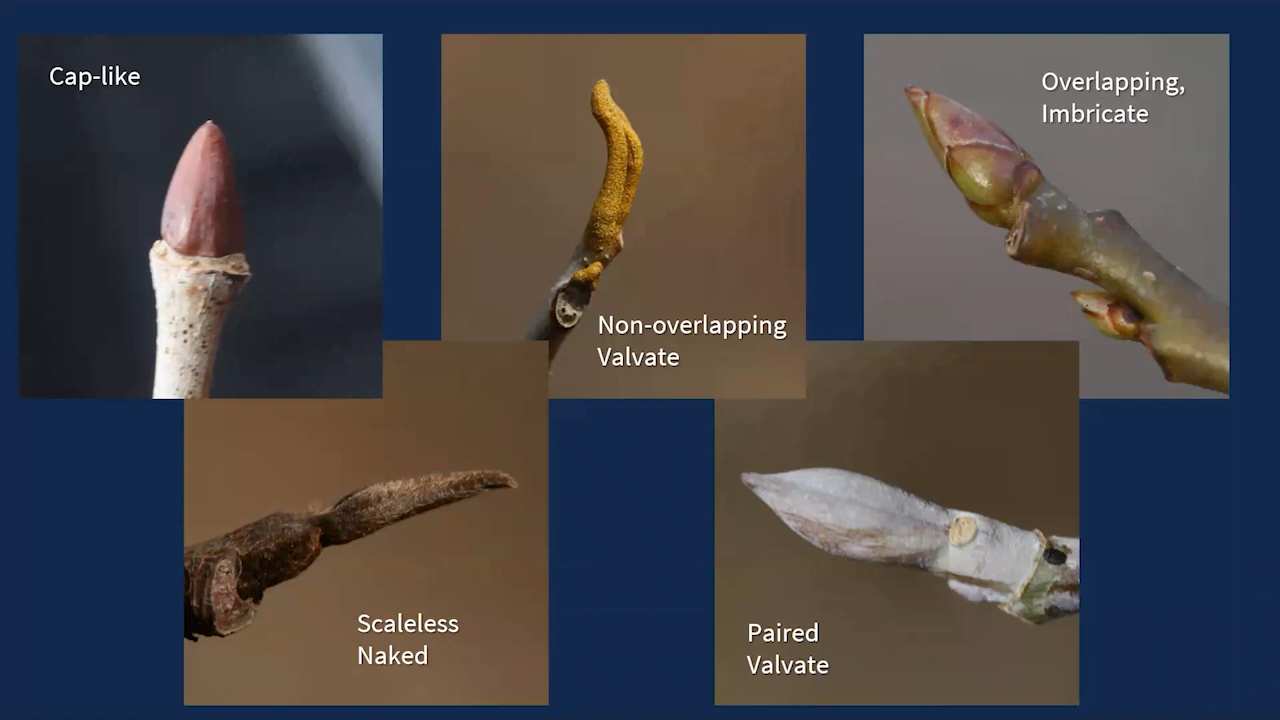 Cap-like
Non-overlapping
Valvate
Overlapping,
Imbricate
Scaleless
Naked
Paired
Valvate